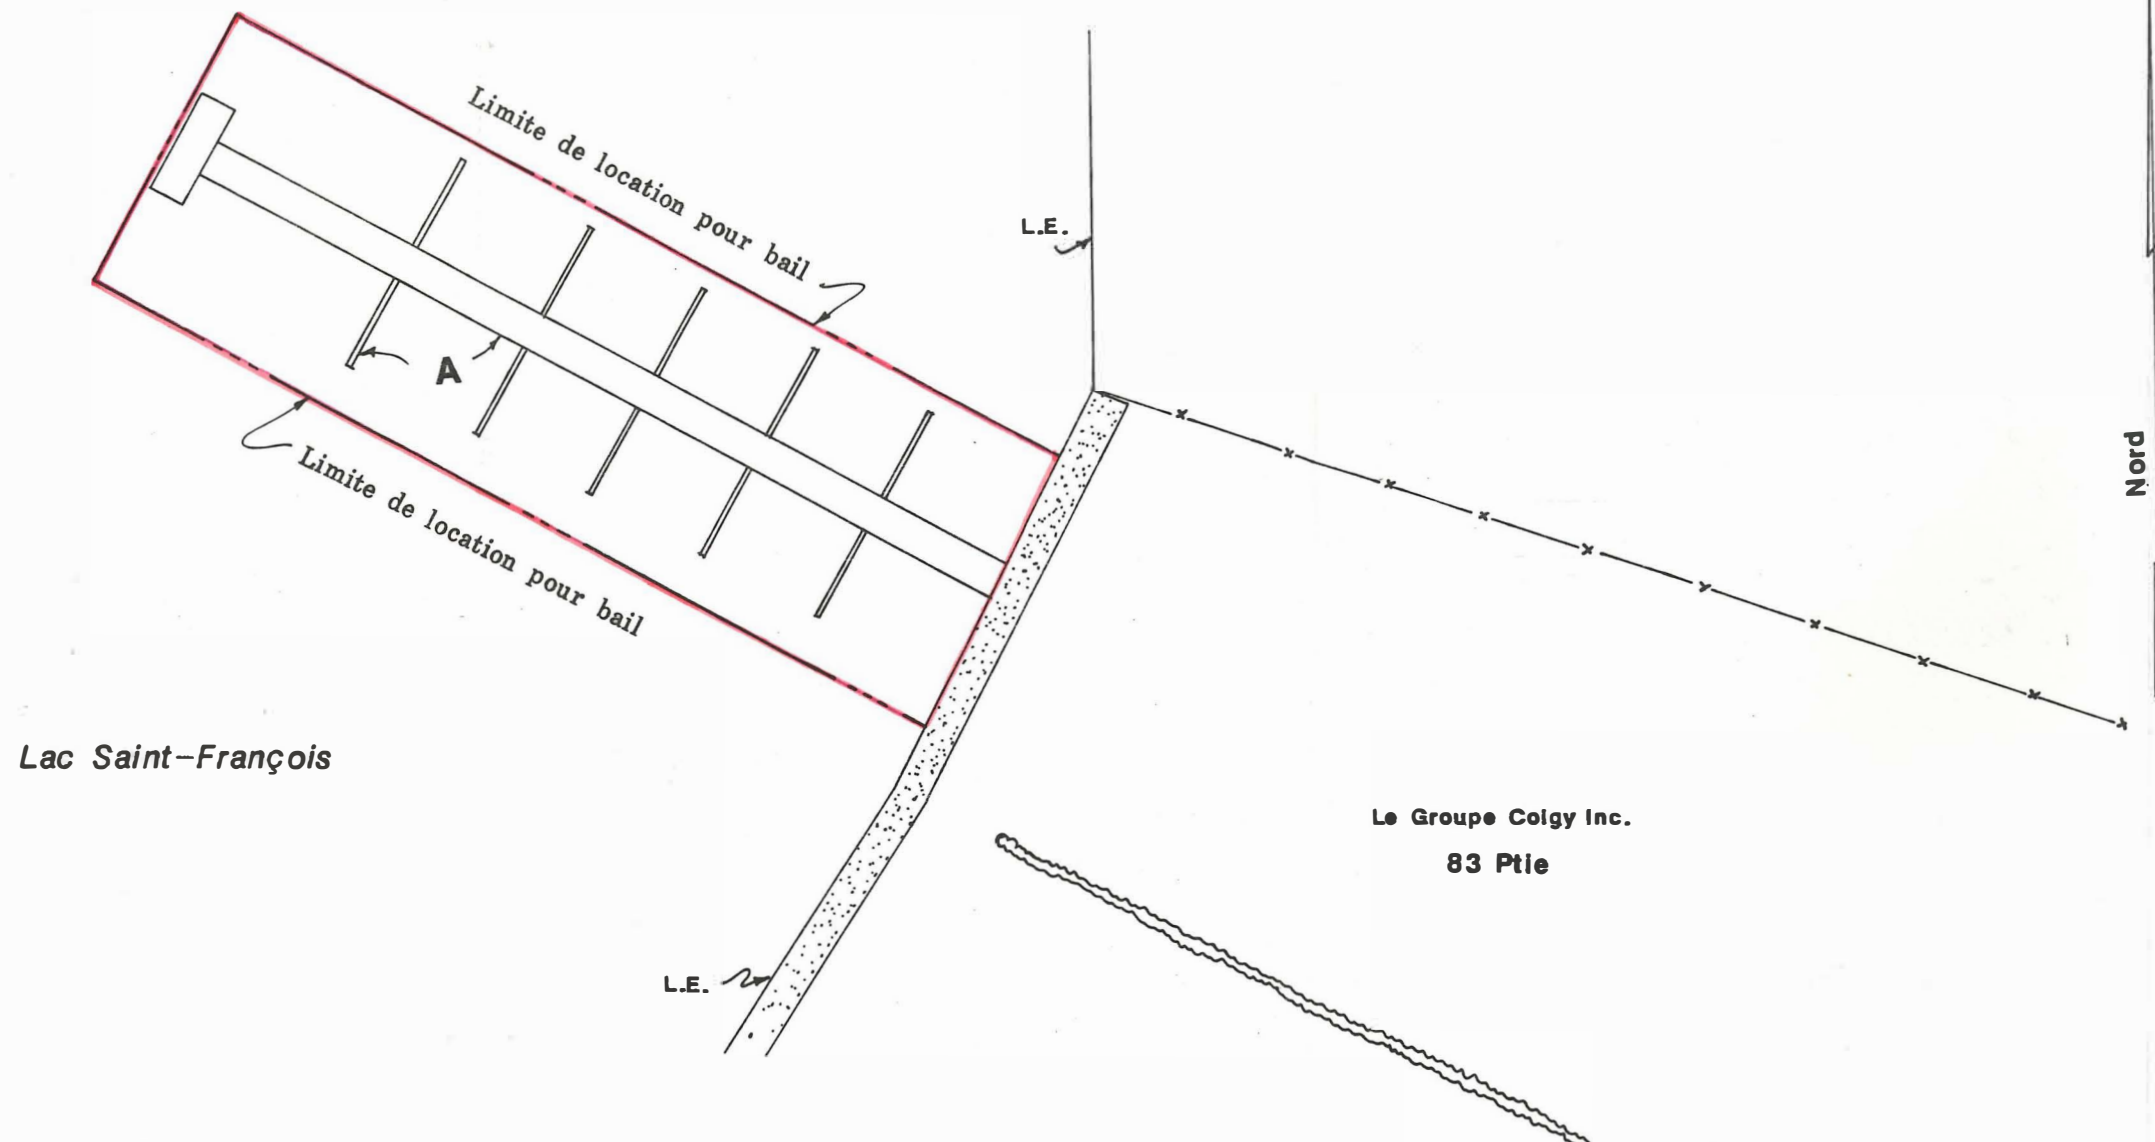 Limite de location pour bail
L.E.
A
Nord
Limite de location pour bail
Lac Saint-François
Le Groupe Colgy Inc.
83 Ptie
L.E.